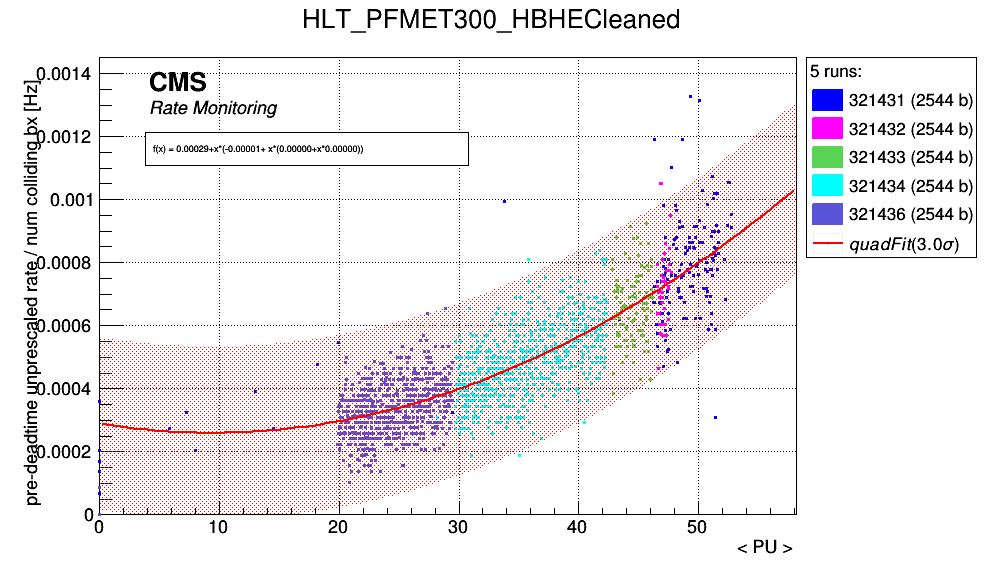 HLT_PFMET300_HBHECleaned
pre-deadtime unprescaled rate / num colliding bx [Hz]
0.0014
0.0012
0.001
0.0008
0.0006
0.0004
0.0002
0
CMS
Rate Monitoring
f(x) = 0.00029+x*(-0.00001+ x*(0.00000+x*0.00000))
0 10 20 30 40 50
< PU >
5 runs:
321431 (2544 b)
321432 (2544 b)
321433 (2544 b)
321434 (2544 b)
321436 (2544 b)
quadFit(3.0σ)